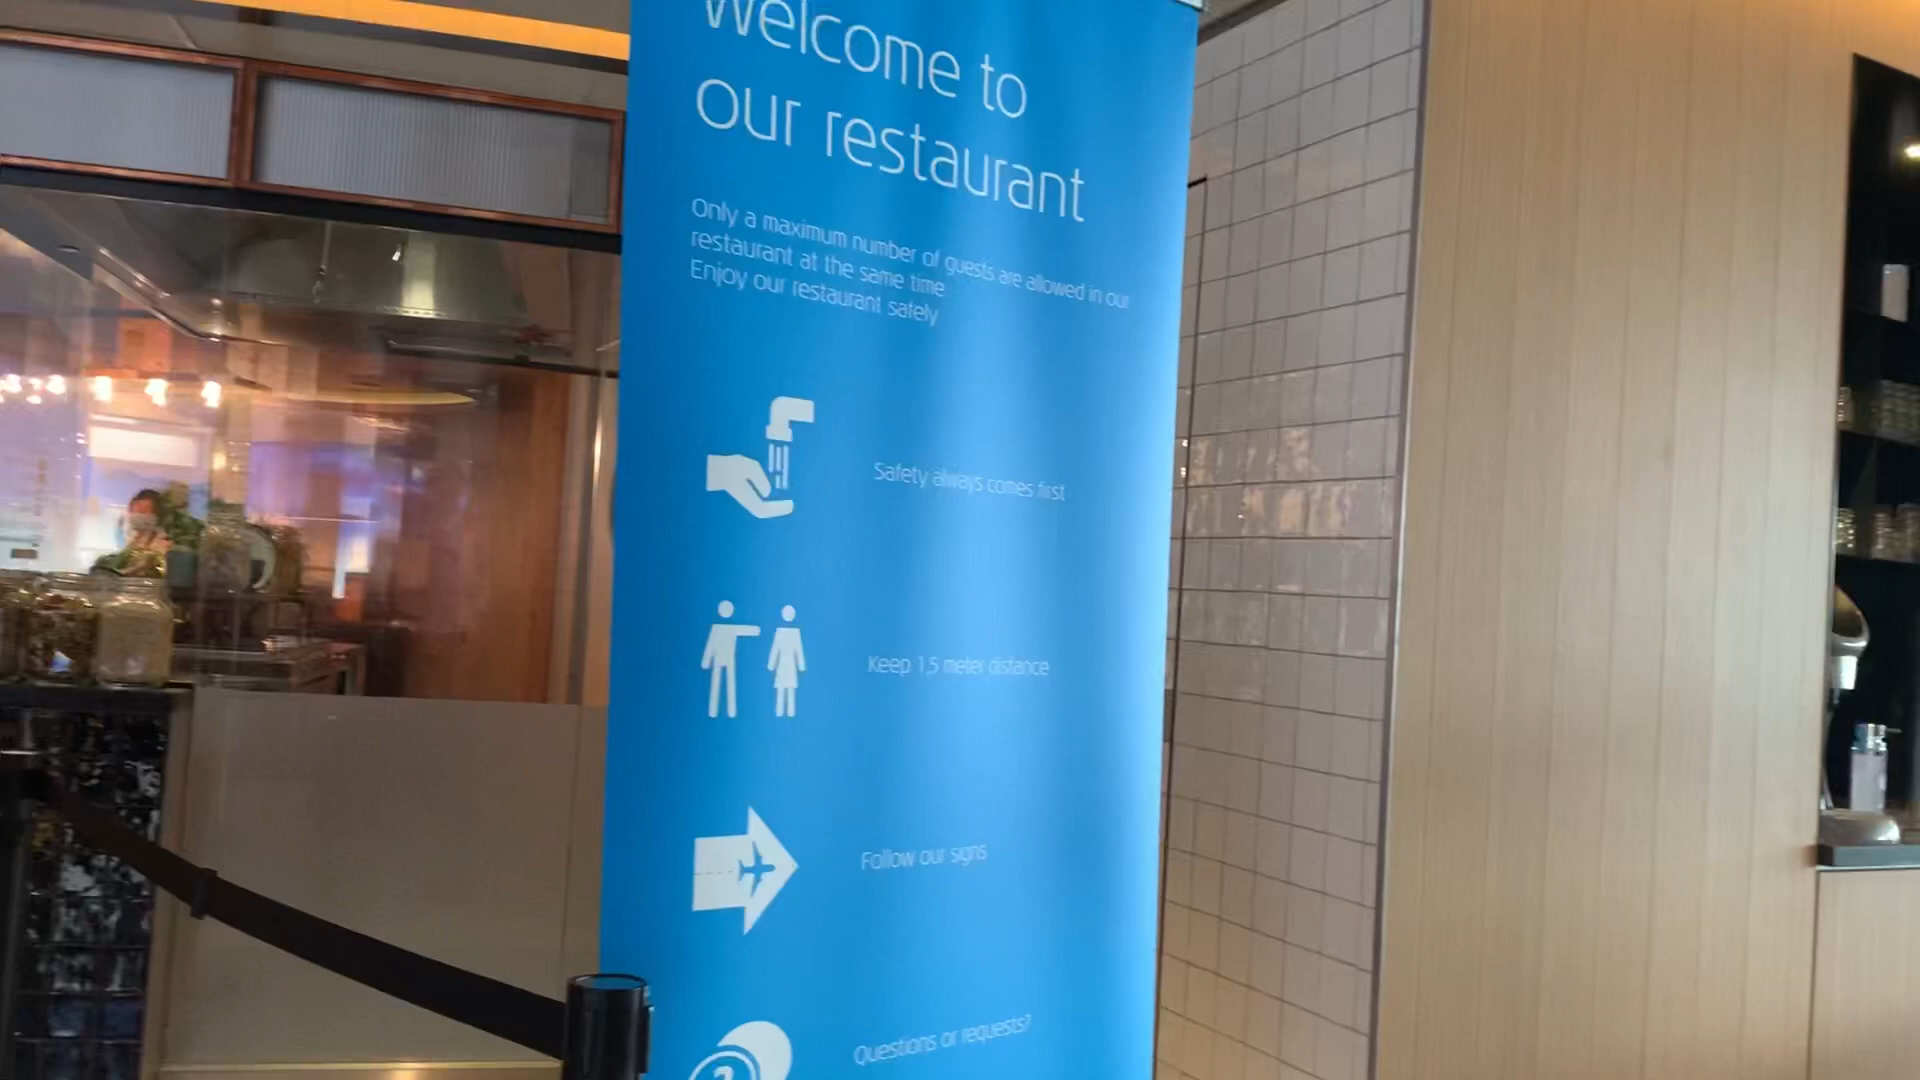 Welcome to
our restaurant
Only a maximum number of guests are allowed in our
restaurant at the same time
Enjoy our restaurant safely
Safety always comes first
Keep 1,5 meter distance
Follow our signs
Questions or requests?
?